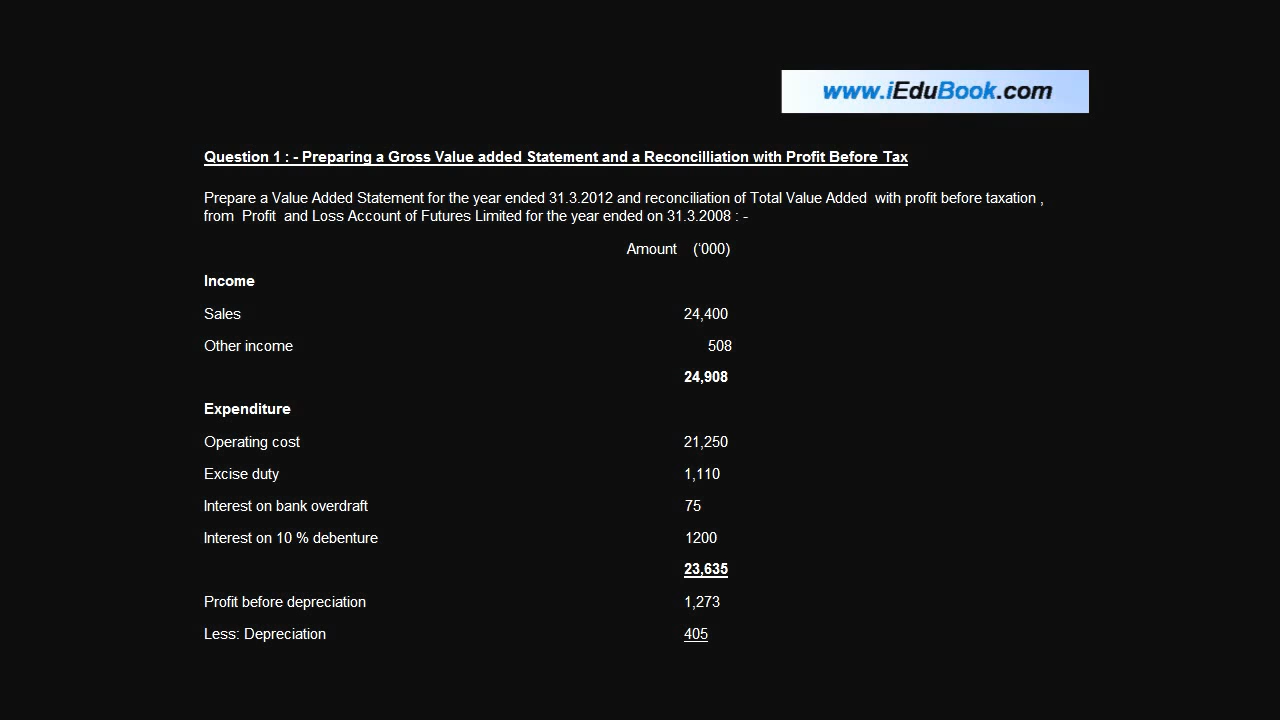 www.iEduBook.com
Question 1 : - Preparing a Gross Value added Statement and a Reconcilliation with Profit Before Tax
Prepare a Value Added Statement for the year ended 31.3.2012 and reconciliation of Total Value Added with profit before taxation ,
from Profit and Loss Account of Futures Limited for the year ended on 31.3.2008 : -
Amount ('000)
Income
Sales 24,400
Other income 508
24,908
Expenditure
Operating cost 21,250
Excise duty 1,110
Interest on bank overdraft 75
Interest on 10 % debenture 1200
23,635
Profit before depreciation 1,273
Less: Depreciation 405